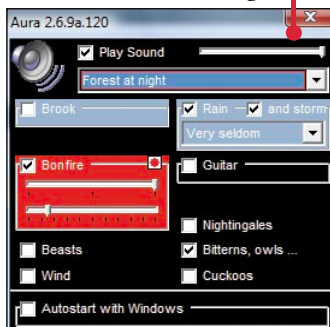 Aura 2.6.9a.120
Play Sound
Forest at night
Brook
Rain and storm
Very seldom
Bonfire
Guitar
Nightingales
Beasts
Bitterns, owls ...
Wind
Cuckoos
Autostart with Windows